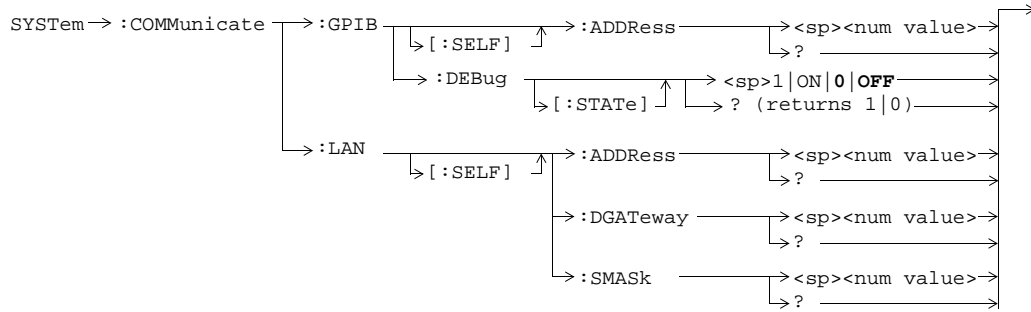 SYSTem :COMMunicate :GPIB [:SELF] :ADDRess <sp><num value>
?
:DEBug [:STATe] <sp>1|ON|0|OFF
? (returns 1|0)
:LAN [:SELF] :ADDRess <sp><num value>
?
:DGATeway <sp><num value>
?
:SMASk <sp><num value>
?